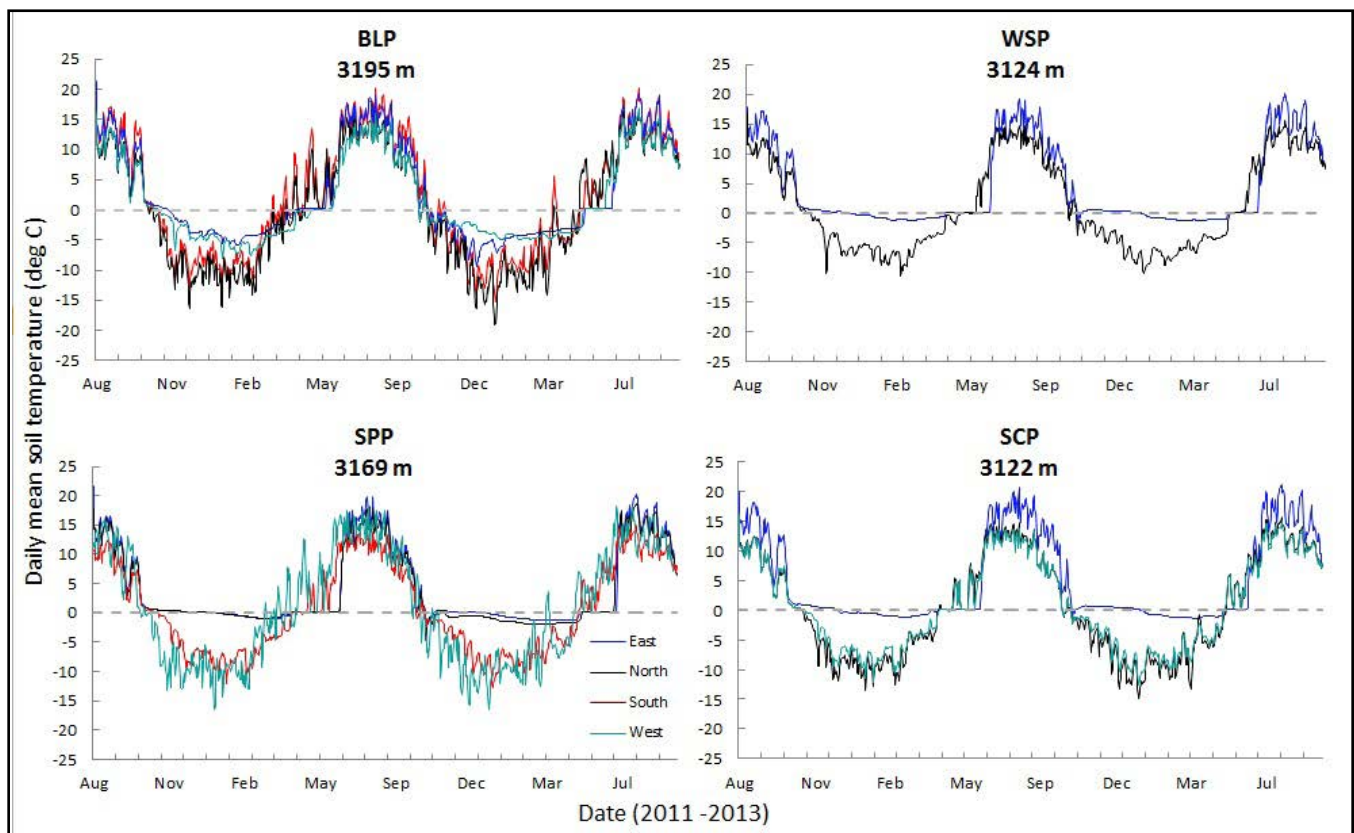 BLP
3195 m
25
20
15
10
5
0
-5
-10
-15
-20
-25
Aug Nov Feb May Sep Dec Mar Jul
WSP
3124 m
25
20
15
10
5
0
-5
-10
-15
-20
-25
Aug Nov Feb May Sep Dec Mar Jul
Daily mean soil temperature (deg C)
SPP
3169 m
25
20
15
10
5
0
-5
-10
-15
-20
-25
East
North
South
West
Aug Nov Feb May Sep Dec Mar Jul
SCP
3122 m
25
20
15
10
5
0
-5
-10
-15
-20
-25
Aug Nov Feb May Sep Dec Mar Jul
Date (2011 -2013)